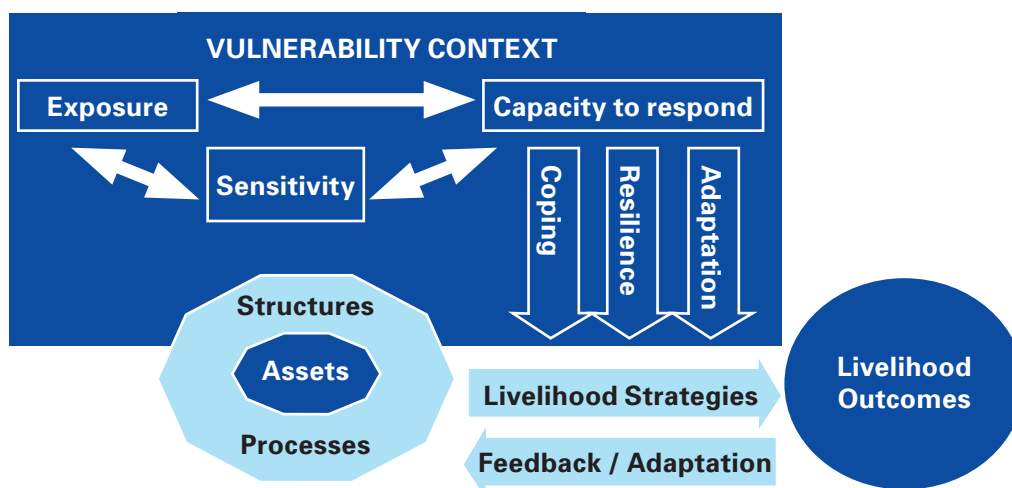 VULNERABILITY CONTEXT
Exposure
Capacity to respond
Sensitivity
Coping
Resilience
Adaptation
Structures
Assets
Processes
Livelihood Strategies
Feedback / Adaptation
Livelihood
Outcomes